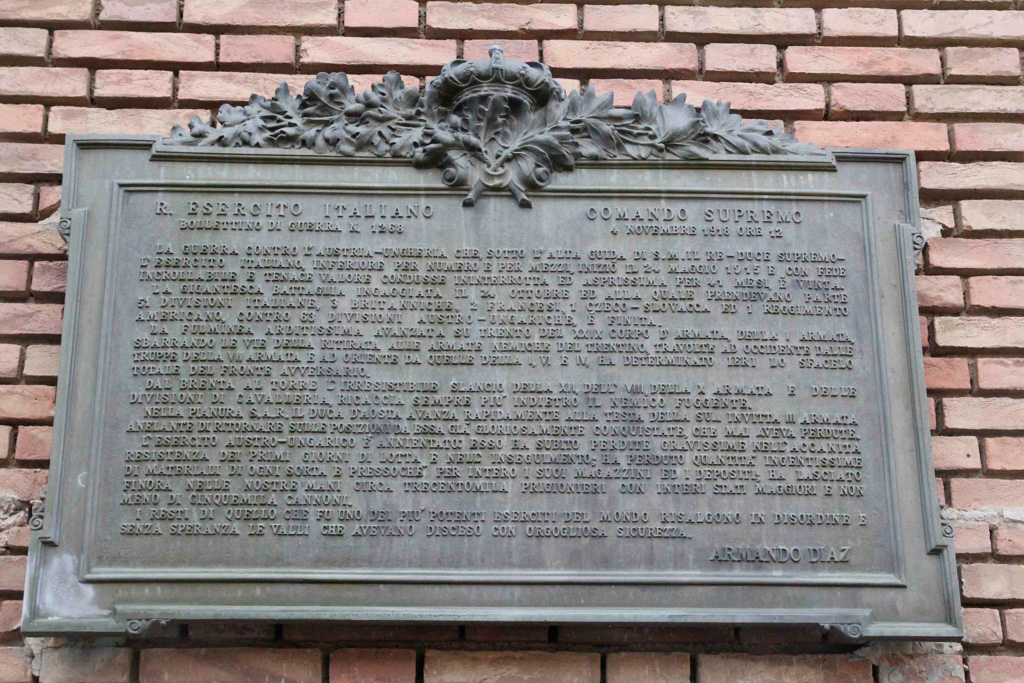 R. ESERCITO ITALIANO COMANDO SUPREMO
BOLLETTINO DI GUERRA N. 1268 4 NOVEMBRE 1918 ORE 12
LA GUERRA CONTRO L'AUSTRIA-UNGHERIA CHE SOTTO L'ALTA GUIDA DI S.M. IL RE-DUCE SUPREMO-
L'ESERCITO ITALIANO, INFERIORE PER NUMERO E PER MEZZI, INIZIÒ IL 24 MAGGIO 1915 E CON FEDE
INCROLLABILE E TENACE VALORE CONDUSSE ININTERROTTA ED ASPRISSIMA PER 41 MESI, È VINTA.
LA GIGANTESCA BATTAGLIA INGAGGIATA IL 24 OTTOBRE ED ALLA QUALE PRENDEVANO PARTE
51 DIVISIONI ITALIANE, 3 BRITANNICHE, 2 FRANCESI, 1 CZECO-SLOVACCA ED 1 REGGIMENTO
AMERICANO, CONTRO 63 DIVISIONI AUSTRO-UNGARICHE, È FINITA.
LA FULMINEA ARDITISSIMA AVANZATA SU TRENTO DEL XXIX CORPO D'ARMATA DELLA I ARMATA,
SBARRANDO LE VIE DELLA RITIRATA ALLE ARMATE NEMICHE DEL TRENTINO, TRAVOLTE AD OCCIDENTE DALLE
TRUPPE DELLA VII ARMATA E AD ORIENTE DA QUELLE DELLA I, VI E IV, HA DETERMINATO IERI LO SFACELO
TOTALE DEL FRONTE AVVERSARIO.
DAL BRENTA AL TORRE L'IRRESISTIBILE SLANCIO DELLA XII, DELL'VIII, DELLA X ARMATA E DELLE
DIVISIONI DI CAVALLERIA, RICACCIA SEMPRE PIÙ INDIETRO IL NEMICO FUGGENTE.
NELLA PIANURA S.A.R. IL DUCA D'AOSTA AVANZA RAPIDAMENTE ALLA TESTA DELLA SUA INVITTA III ARMATA
ANELANTE DI RITORNARE SULLE POSIZIONI DA ESSA GIÀ GLORIOSAMENTE CONQUISTATE, CHE MAI AVEVA PERDUTE.
L'ESERCITO AUSTRO-UNGARICO È ANNIENTATO: ESSO HA SUBITO PERDITE GRAVISSIME NELL'ACCANITA
RESISTENZA DEI PRIMI GIORNI DI LOTTA, E NELL'INSEGUIMENTO, HA PERDUTO QUANTITÀ INGENTISSIME
DI MATERIALI DI OGNI SORTA E PRESSOCHÈ PER INTERO I SUOI MAGAZZINI ED I DEPOSITI, HA LASCIATO
FINORA NELLE NOSTRE MANI CIRCA TRECENTOMILA PRIGIONIERI CON INTERI STATI MAGGIORI E NON
MENO DI CINQUEMILA CANNONI.
I RESTI DI QUELLO CHE FU UNO DEI PIU' POTENTI ESERCITI DEL MONDO RISALGONO IN DISORDINE E
SENZA SPERANZA LE VALLI CHE AVEVANO DISCESO CON ORGOGLIOSA SICUREZZA.
ARMANDO DIAZ